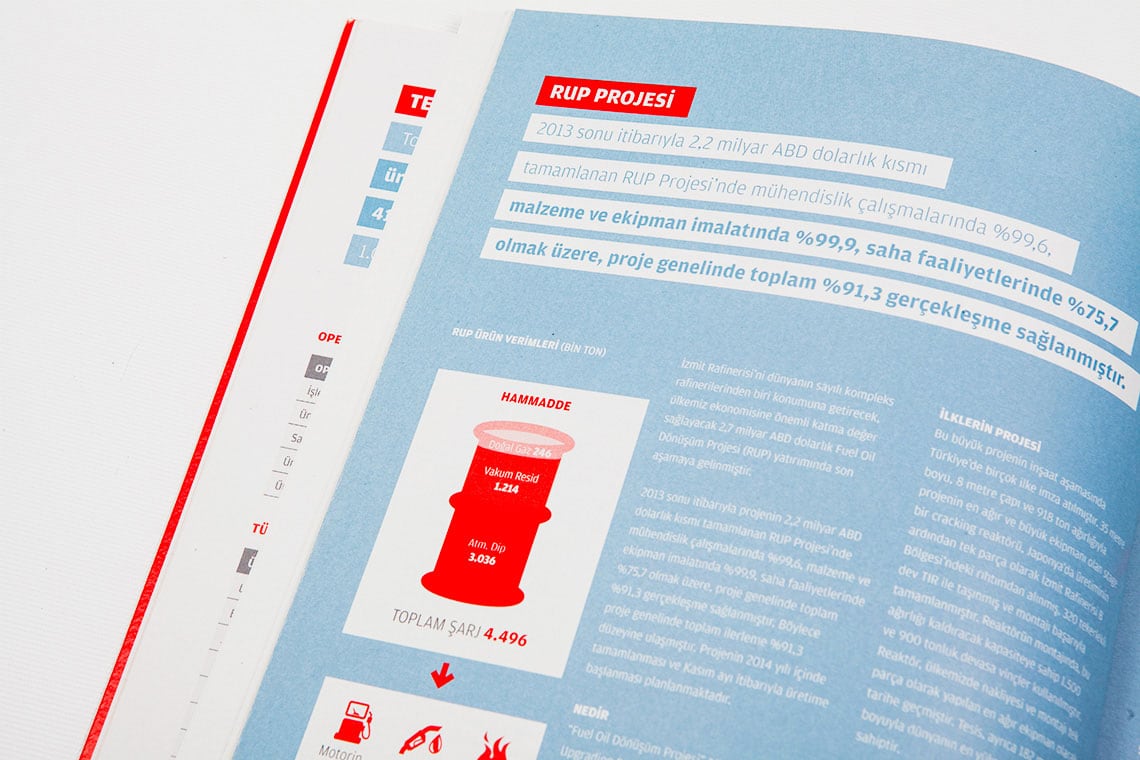 TE
To
ür
41
1.0
OPE
OP
İşle
Ür
Sa
Ür
Ü
TÜ
RUP PROJESİ
2013 sonu itibarıyla 2,2 milyar ABD dolarlık kısmı
tamamlanan RUP Projesi'nde mühendislik çalışmalarında %99,6,
malzeme ve ekipman imalatında %99,9, saha faaliyetlerinde %75,7
olmak üzere, proje genelinde toplam %91,3 gerçekleşme sağlanmıştır.
RUP ÜRÜN VERİMLERİ (BİN TON)
HAMMADDE
Doğal Gaz 246
Vakum Resid
1.214
Atm. Dip
3.036
TOPLAM ŞARJ 4.496
Motorin
İzmit Rafinerisi'ni dünyanın sayılı kompleks
rafinerilerinden biri konumuna getirecek,
ülkemiz ekonomisine önemli katma değer
sağlayacak 2,7 milyar ABD dolarlık Fuel Oil
Dönüşüm Projesi (RUP) yatırımında son
aşamaya gelinmiştir.
2013 sonu itibarıyla projenin 2,2 milyar ABD
dolarlık kısmı tamamlanan RUP Projesi'nde
mühendislik çalışmalarında %99,6, malzeme ve
ekipman imalatında %99,9, saha faaliyetlerinde
%75,7 olmak üzere, proje genelinde toplam
%91,3 gerçekleşme sağlanmıştır. Böylece
proje genelinde toplam ilerleme %91.3
düzeyine ulaşmıştır. Projenin 2014 yılı içinde
tamamlanması ve Kasım ayı itibarıyla üretime
başlanması planlanmaktadır.
NEDİR
"Fuel Oil Dönüşüm Projesi"
Upgrading
İLKLERİN PROJESİ
Bu büyük projenin inşaat aşamasında
Türkiye'de birçok ilke imza atılmıştır. 35 metre
boyu, 8 metre çapı ve 918 ton ağırlığıyla
projenin en ağır ve büyük ekipmanı olan
bir cracking reaktörü, Japonya'da üretiminin
ardından tek parça olarak İzmit Rafinerisi B
Bölgesi'ndeki rıhtımdan alınmış, 320 tekerlekli
dev TIR ile taşınmış ve montajı başarıyla
tamamlanmıştır. Reaktörün montajında, bu
ağırlığı kaldıracak kapasiteye sahip 1.500
ve 900 tonluk devasa vinçler kullanılmıştır.
Reaktör, ülkemizde nakliyesi ve montajı tek
parça olarak yapılan en ağır ekipman olarak
tarihe geçmiştir. Tesis, ayrıca 182
boyuyla dünyanın en
sahiptir.